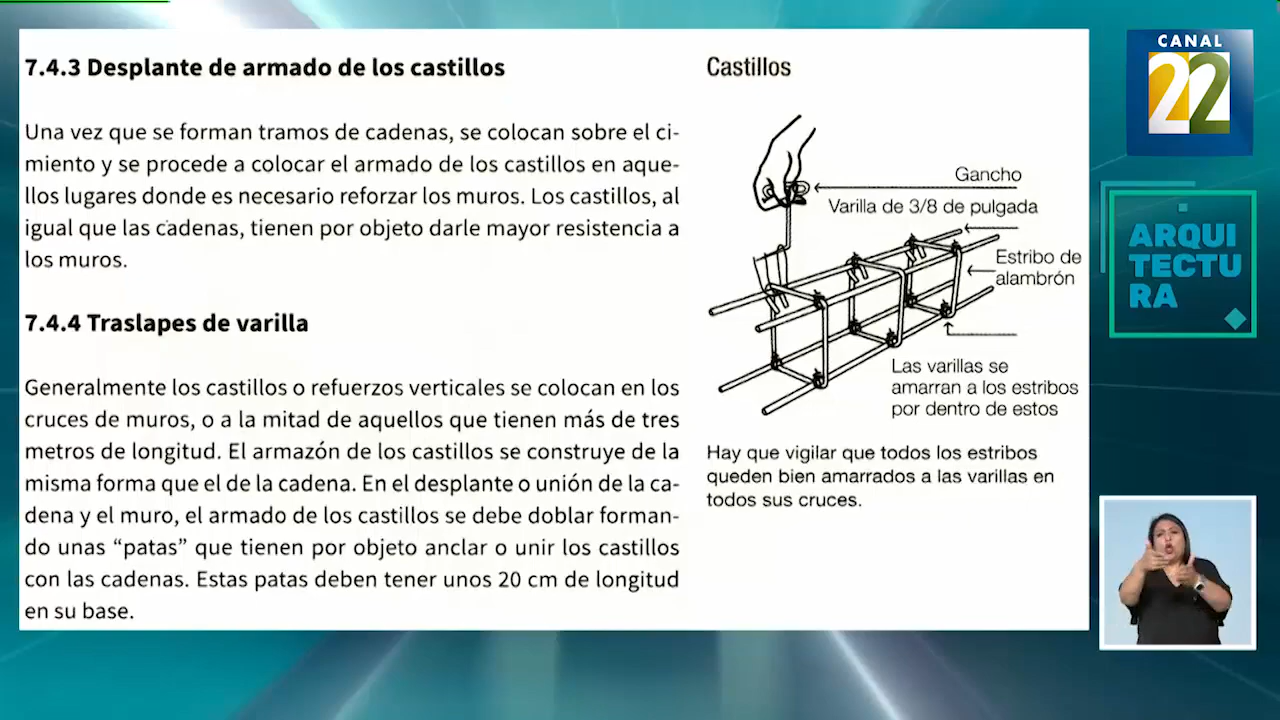 7.4.3 Desplante de armado de los castillos
Una vez que se forman tramos de cadenas, se colocan sobre el ci-
miento y se procede a colocar el armado de los castillos en aque-
llos lugares donde es necesario reforzar los muros. Los castillos, al
igual que las cadenas, tienen por objeto darle mayor resistencia a
los muros.
7.4.4 Traslapes de varilla
Generalmente los castillos o refuerzos verticales se colocan en los
cruces de muros, o a la mitad de aquellos que tienen más de tres
metros de longitud. El armazón de los castillos se construye de la
misma forma que el de la cadena. En el desplante o unión de la ca-
dena y el muro, el armado de los castillos se debe doblar forman-
do unas “patas” que tienen por objeto anclar o unir los castillos
con las cadenas. Estas patas deben tener unos 20 cm de longitud
en su base.
Castillos
Gancho
Varilla de 3/8 de pulgada
Estribo de
alambrón
Las varillas se
amarran a los estribos
por dentro de estos
Hay que vigilar que todos los estribos
queden bien amarrados a las varillas en
todos sus cruces.
CANAL
22
ARQUI
TECTU
RA